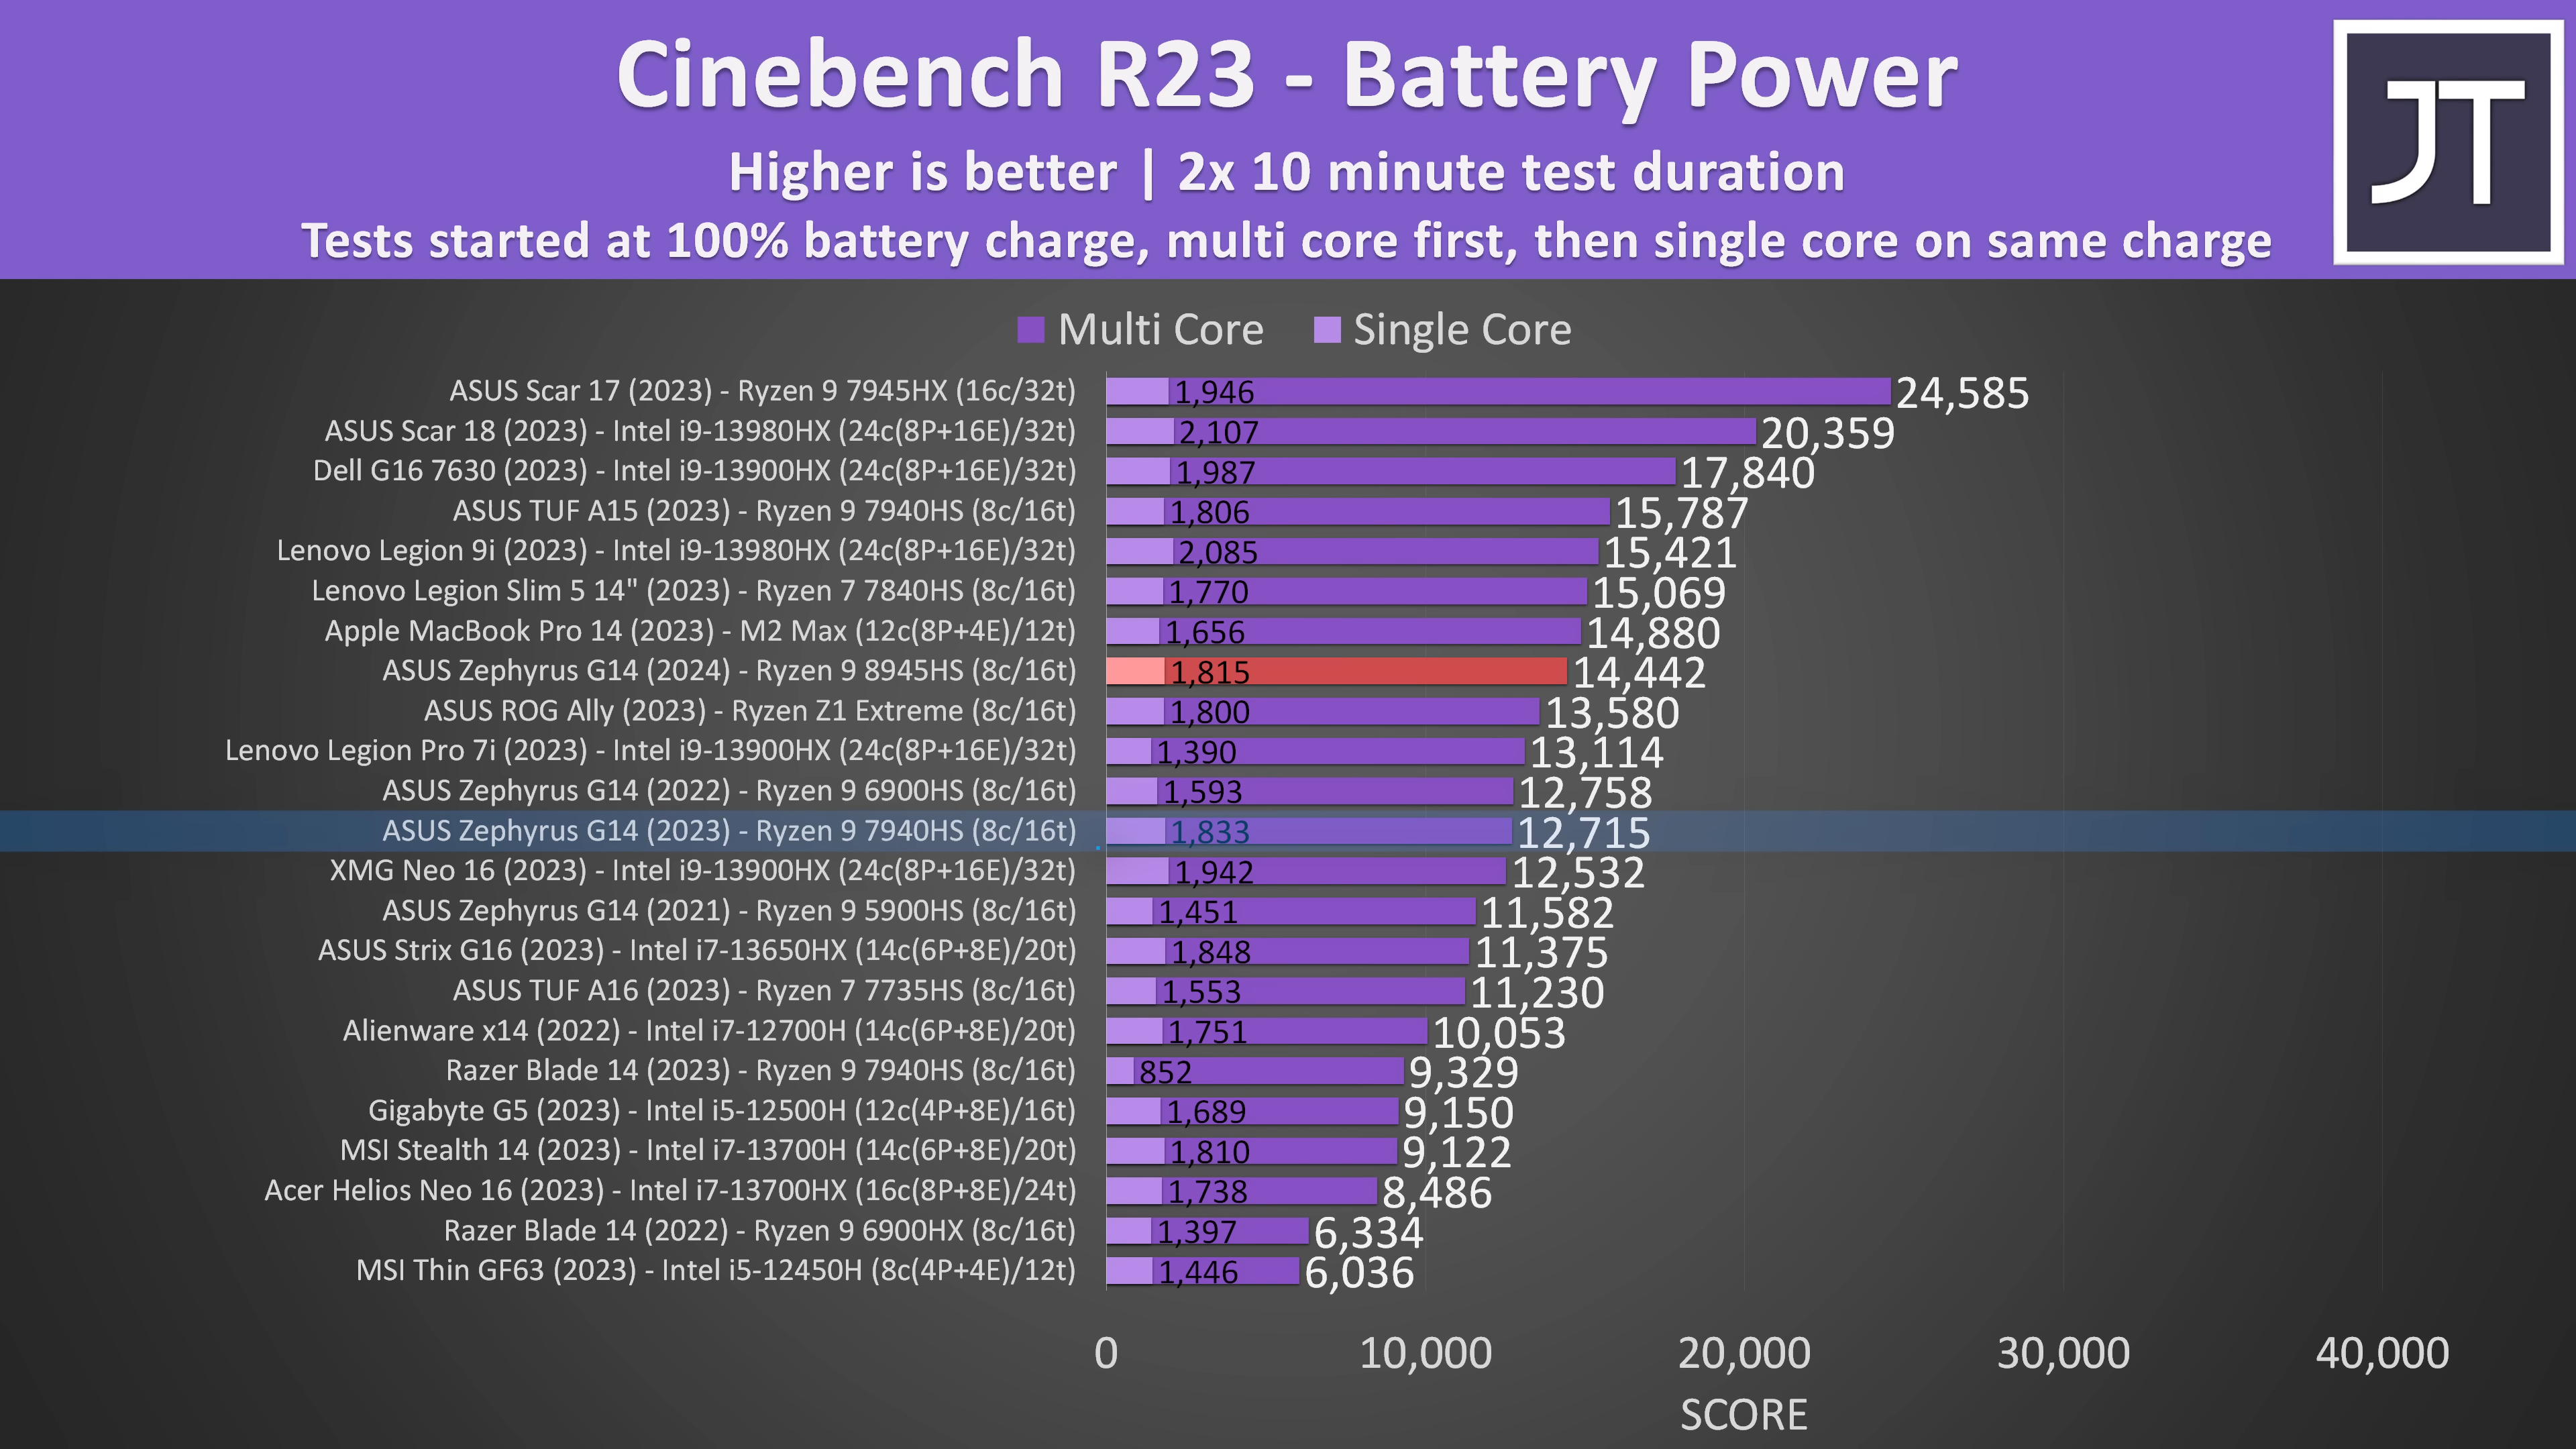 Cinebench R23 - Battery Power
Higher is better | 2x 10 minute test duration
Tests started at 100% battery charge, multi core first, then single core on same charge
JT
Multi Core Single Core
ASUS Scar 17 (2023) - Ryzen 9 7945HX (16c/32t) 1,946 24,585
ASUS Scar 18 (2023) - Intel i9-13980HX (24c(8P+16E)/32t) 2,107 20,359
Dell G16 7630 (2023) - Intel i9-13900HX (24c(8P+16E)/32t) 1,987 17,840
ASUS TUF A15 (2023) - Ryzen 9 7940HS (8c/16t) 1,806 15,787
Lenovo Legion 9i (2023) - Intel i9-13980HX (24c(8P+16E)/32t) 2,085 15,421
Lenovo Legion Slim 5 14" (2023) - Ryzen 7 7840HS (8c/16t) 1,770 15,069
Apple MacBook Pro 14 (2023) - M2 Max (12c(8P+4E)/12t) 1,656 14,880
ASUS Zephyrus G14 (2024) - Ryzen 9 8945HS (8c/16t) 1,815 14,442
ASUS ROG Ally (2023) - Ryzen Z1 Extreme (8c/16t) 1,800 13,580
Lenovo Legion Pro 7i (2023) - Intel i9-13900HX (24c(8P+16E)/32t) 1,390 13,114
ASUS Zephyrus G14 (2022) - Ryzen 9 6900HS (8c/16t) 1,593 12,758
ASUS Zephyrus G14 (2023) - Ryzen 9 7940HS (8c/16t) 1,833 12,715
XMG Neo 16 (2023) - Intel i9-13900HX (24c(8P+16E)/32t) 1,942 12,532
ASUS Zephyrus G14 (2021) - Ryzen 9 5900HS (8c/16t) 1,451 11,582
ASUS Strix G16 (2023) - Intel i7-13650HX (14c(6P+8E)/20t) 1,848 11,375
ASUS TUF A16 (2023) - Ryzen 7 7735HS (8c/16t) 1,553 11,230
Alienware x14 (2022) - Intel i7-12700H (14c(6P+8E)/20t) 1,751 10,053
Razer Blade 14 (2023) - Ryzen 9 7940HS (8c/16t) 852 9,329
Gigabyte G5 (2023) - Intel i5-12500H (12c(4P+8E)/16t) 1,689 9,150
MSI Stealth 14 (2023) - Intel i7-13700H (14c(6P+8E)/20t) 1,810 9,122
Acer Helios Neo 16 (2023) - Intel i7-13700HX (16c(8P+8E)/24t) 1,738 8,486
Razer Blade 14 (2022) - Ryzen 9 6900HX (8c/16t) 1,397 6,334
MSI Thin GF63 (2023) - Intel i5-12450H (8c(4P+4E)/12t) 1,446 6,036
0 10,000 20,000 30,000 40,000
SCORE